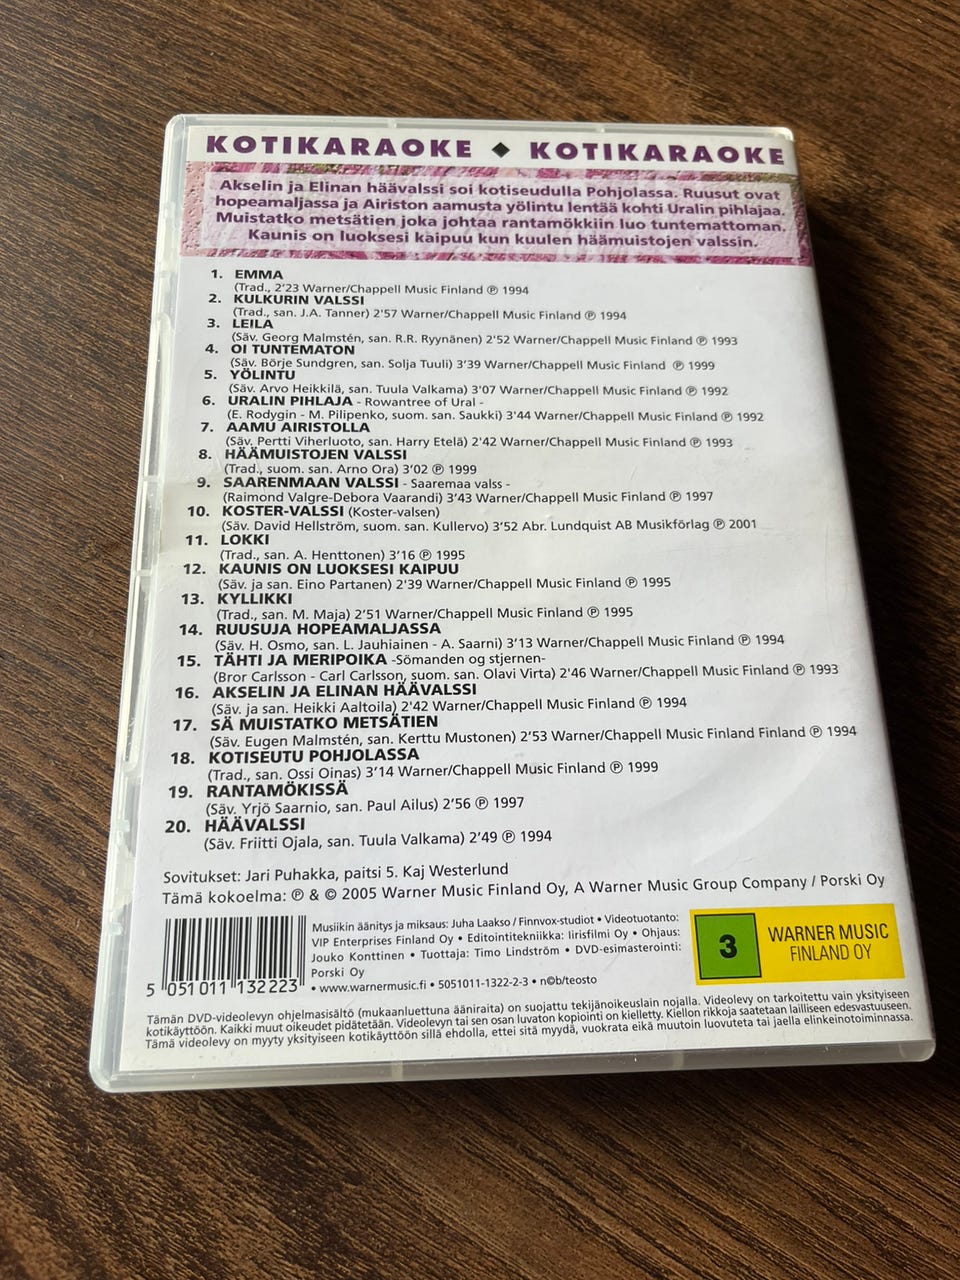 KOTIKARAOKE ◆ KOTIKARAOKE
Akselin ja Elinan häävalssi soi kotiseudulla Pohjolassa. Ruusut ovat
hopeamaljassa ja Airiston aamusta yölintu lentää kohti Uralin pihlajaa.
Muistatko metsätien joka johtaa rantamökkiin luo tuntemattoman.
Kaunis on luoksesi kaipuu kun kuulen häämuistojen valssin.
1. EMMA
(Trad., 2'23 Warner/Chappell Music Finland ℗ 1994
2. KULKURIN VALSSI
(Trad., san. J.A. Tanner) 2'57 Warner/Chappell Music Finland ℗ 1994
3. LEILA
(Säv. Georg Malmstén, san. R.R. Ryynänen) 2'52 Warner/Chappell Music Finland ℗ 1993
4. OI TUNTEMATON
(Säv. Börje Sundgren, san. Solja Tuuli) 3'39 Warner/Chappell Music Finland ℗ 1999
5. YÖLINTU
(Säv. Arvo Heikkilä, san. Tuula Valkama) 3'07 Warner/Chappell Music Finland ℗ 1992
6. URALIN PIHLAJA - Rowantree of Ural -
(E. Rodygin - M. Pilipenko, suom. san. Saukki) 3'44 Warner/Chappell Music Finland ℗ 1992
7. AAMU AIRISTOLLA
(Säv. Pertti Viherluoto, san. Harry Etelä) 2'42 Warner/Chappell Music Finland ℗ 1993
8. HÄÄMUISTOJEN VALSSI
(Trad., suom. san. Arno Ora) 3'02 ℗ 1999
9. SAARENMAAN VALSSI - Saaremaa valss -
(Raimond Valgre-Debora Vaarandi) 3'43 Warner/Chappell Music Finland ℗ 1997
10. KOSTER-VALSSI (Koster-valsen)
(Säv. David Hellström, suom. san. Kullervo) 3'52 Abr. Lundquist AB Musikförlag ℗ 2001
11. LOKKI
(Trad., san. A. Henttonen) 3'16 ℗ 1995
12. KAUNIS ON LUOKSESI KAIPUU
(Säv. ja san. Eino Partanen) 2'39 Warner/Chappell Music Finland ℗ 1995
13. KYLLIKKI
(Trad., san. M. Maja) 2'51 Warner/Chappell Music Finland ℗ 1995
14. RUUSUJA HOPEAMALJASSA
(Säv. H. Osmo, san. L. Jauhiainen - A. Saarni) 3'13 Warner/Chappell Music Finland ℗ 1994
15. TÄHTI JA MERIPOIKA -Sömanden og stjernen-
(Bror Carlsson - Carl Carlsson, suom. san. Olavi Virta) 2'46 Warner/Chappell Music Finland ℗ 1993
16. AKSELIN JA ELINAN HÄÄVALSSI
(Säv. ja san. Heikki Aaltoila) 2'42 Warner/Chappell Music Finland ℗ 1994
17. SÄ MUISTATKO METSÄTIEN
(Säv. Eugen Malmstén, san. Kerttu Mustonen) 2'53 Warner/Chappell Music Finland Finland ℗ 1994
18. KOTISEUTU POHJOLASSA
(Trad., san. Ossi Oinas) 3'14 Warner/Chappell Music Finland ℗ 1999
19. RANTAMÖKISSÄ
(Säv. Yrjö Saarnio, san. Paul Ailus) 2'56 ℗ 1997
20. HÄÄVALSSI
(Säv. Friitti Ojala, san. Tuula Valkama) 2'49 ℗ 1994
Sovitukset: Jari Puhakka, paitsi 5. Kaj Westerlund
Tämä kokoelma: ℗ & © 2005 Warner Music Finland Oy, A Warner Music Group Company / Porski Oy
5 051011 132223
Musiikin äänitys ja miksaus: Juha Laakso / Finnvox-studiot • Videotuotanto:
VIP Enterprises Finland Oy • Editointitekniikka: Iirisfilmi Oy • Ohjaus:
Jouko Konttinen • Tuottaja: Timo Lindström • DVD-esimasterointi:
Porski Oy
• www.warnermusic.fi • 5051011-1322-2-3 • n©b/teosto
3
WARNER MUSIC
FINLAND OY
Tämän DVD-videolevyn ohjelmasisältö (mukaanluettuna ääniraita) on suojattu tekijänoikeuslain nojalla. Videolevy on tarkoitettu vain yksityiseen
kotikäyttöön. Kaikki muut oikeudet pidätetään. Videolevyn tai sen osan luvaton kopiointi on kielletty. Kiellon rikkoja saatetaan lailliseen edesvastuuseen.
Tämä videolevy on myyty yksityiseen kotikäyttöön sillä ehdolla, ettei sitä myydä, vuokrata eikä muutoin luovuteta tai jaella elinkeinotoiminnassa.